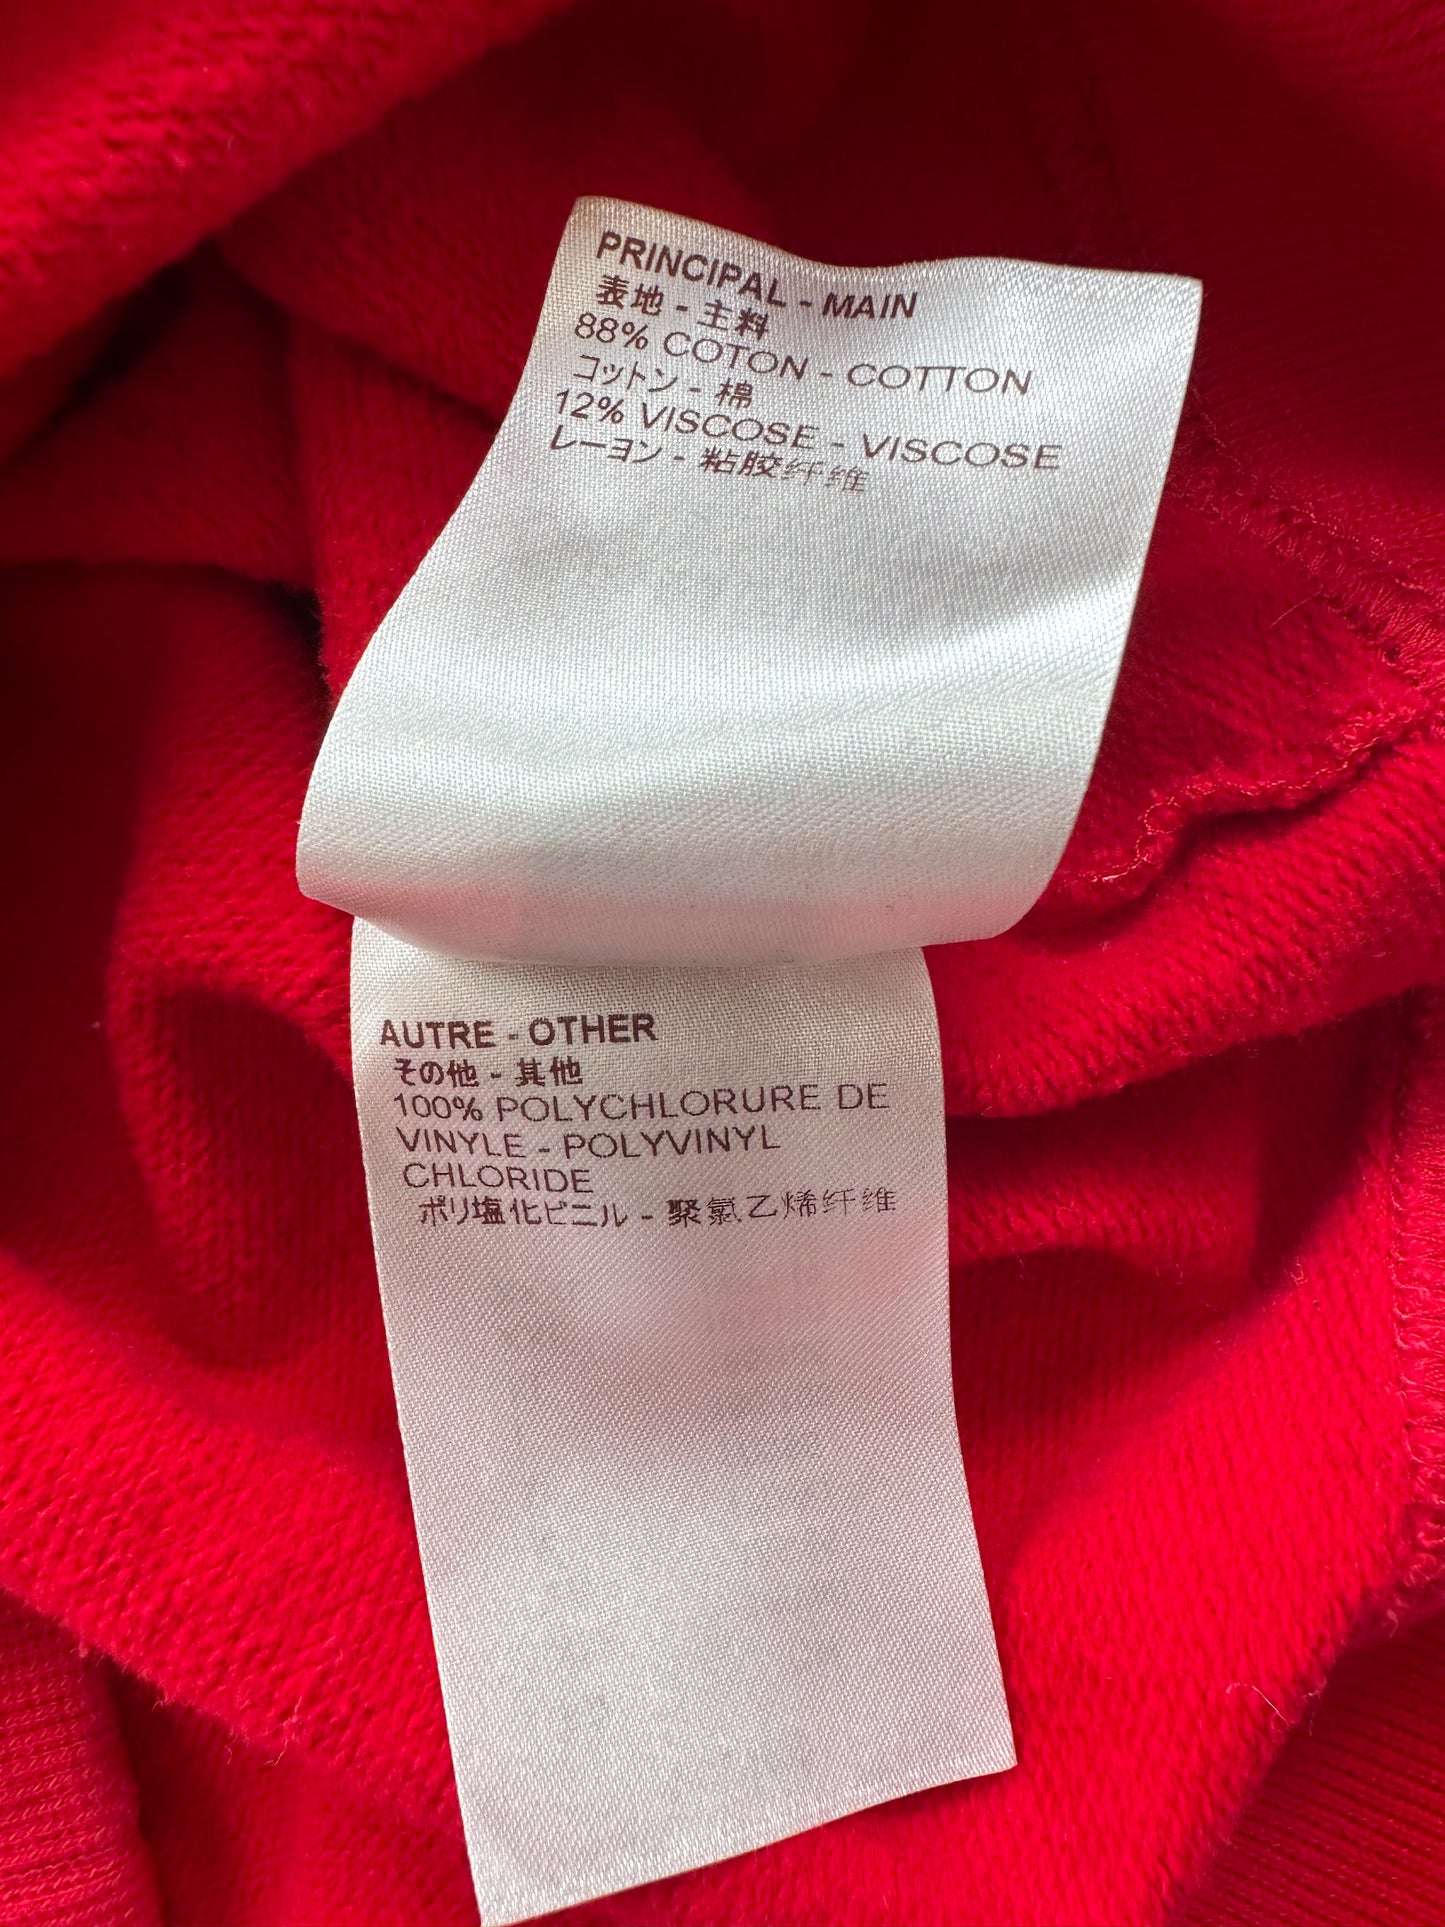 PRINCIPAL - MAIN
表地 - 主料
88% COTON - COTTON
コットン - 棉
12% VISCOSE - VISCOSE
レーヨン - 粘胶纤维
AUTRE - OTHER
その他 - 其他
100% POLYCHLORURE DE
VINYLE - POLYVINYL
CHLORIDE
ポリ塩化ビニル - 聚氯乙烯纤维